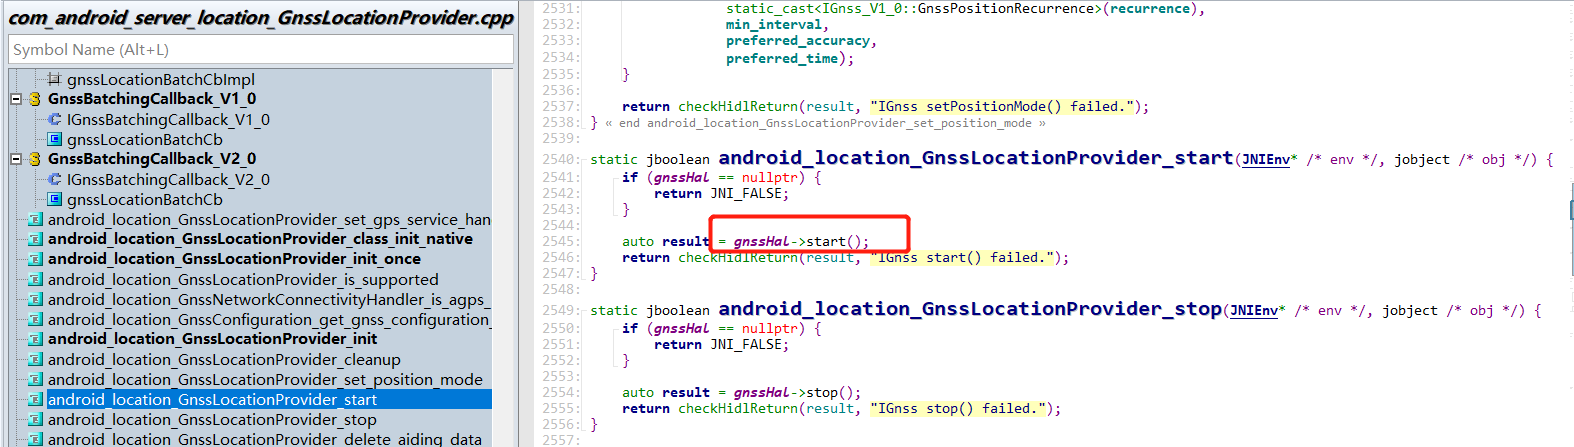 com_android_server_location_GnssLocationProvider.cpp
Symbol Name (Alt+L)
gnssLocationBatchCbImpl
GnssBatchingCallback_V1_0
IGnssBatchingCallback_V1_0
gnssLocationBatchCb
GnssBatchingCallback_V2_0
IGnssBatchingCallback_V2_0
gnssLocationBatchCb
android_location_GnssLocationProvider_set_gps_service_han
android_location_GnssLocationProvider_class_init_native
android_location_GnssLocationProvider_init_once
android_location_GnssLocationProvider_is_supported
android_location_GnssNetworkConnectivityHandler_is_agps_
android_location_GnssConfiguration_get_gnss_configuration_
android_location_GnssLocationProvider_init
android_location_GnssLocationProvider_cleanup
android_location_GnssLocationProvider_set_position_mode
android_location_GnssLocationProvider_start
android_location_GnssLocationProvider_stop
android_location_GnssLocationProvider_delete_aiding_data
2531: static_cast<IGnss_V1_0::GnssPositionRecurrence>(recurrence),
2532: min_interval,
2533: preferred_accuracy,
2534: preferred_time);
2535: }
2536:
2537: return checkHidlReturn(result, "IGnss setPositionMode() failed.");
2538: } « end android_location_GnssLocationProvider_set_position_mode »
2539:
2540: static jboolean android_location_GnssLocationProvider_start(JNIEnv* /* env */, jobject /* obj */) {
2541: if (gnssHal == nullptr) {
2542: return JNI_FALSE;
2543: }
2544:
2545: auto result = gnssHal->start();
2546: return checkHidlReturn(result, "IGnss start() failed.");
2547: }
2548:
2549: static jboolean android_location_GnssLocationProvider_stop(JNIEnv* /* env */, jobject /* obj */) {
2550: if (gnssHal == nullptr) {
2551: return JNI_FALSE;
2552: }
2553:
2554: auto result = gnssHal->stop();
2555: return checkHidlReturn(result, "IGnss stop() failed.");
2556: }
2557: